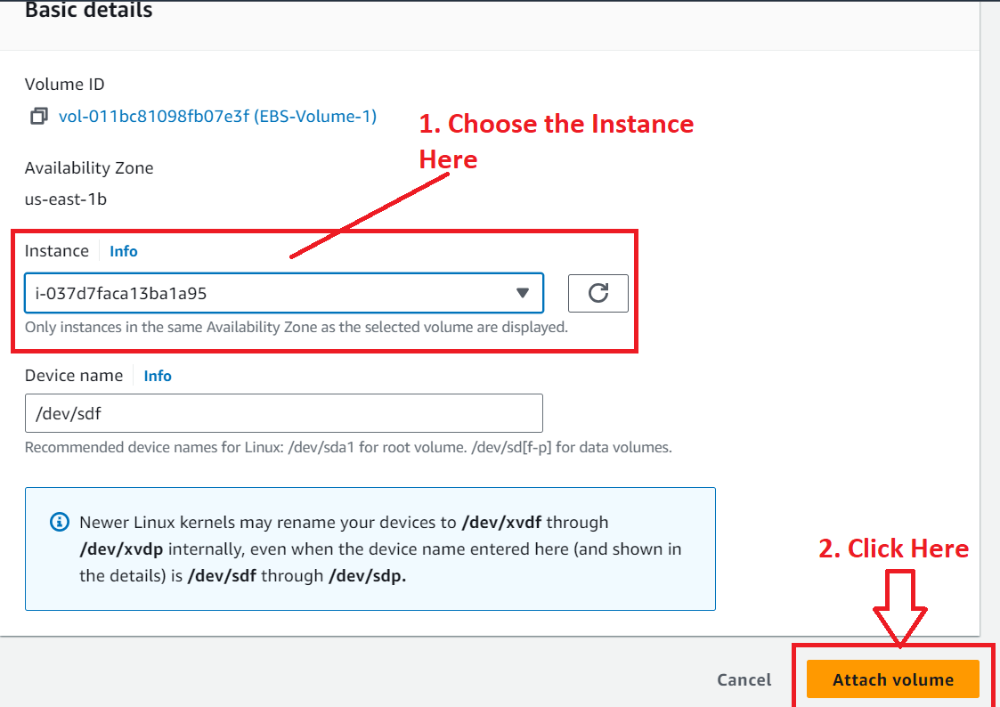 Basic details
Volume ID
vol-011bc81098fb07e3f (EBS-Volume-1)
1. Choose the Instance
Here
Availability Zone
us-east-1b
Instance Info
i-037d7faca13ba1a95
Only instances in the same Availability Zone as the selected volume are displayed.
Device name Info
/dev/sdf
Recommended device names for Linux: /dev/sda1 for root volume. /dev/sd[f-p] for data volumes.
Newer Linux kernels may rename your devices to /dev/xvdf through
/dev/xvdp internally, even when the device name entered here (and shown in
the details) is /dev/sdf through /dev/sdp.
2. Click Here
Cancel Attach volume